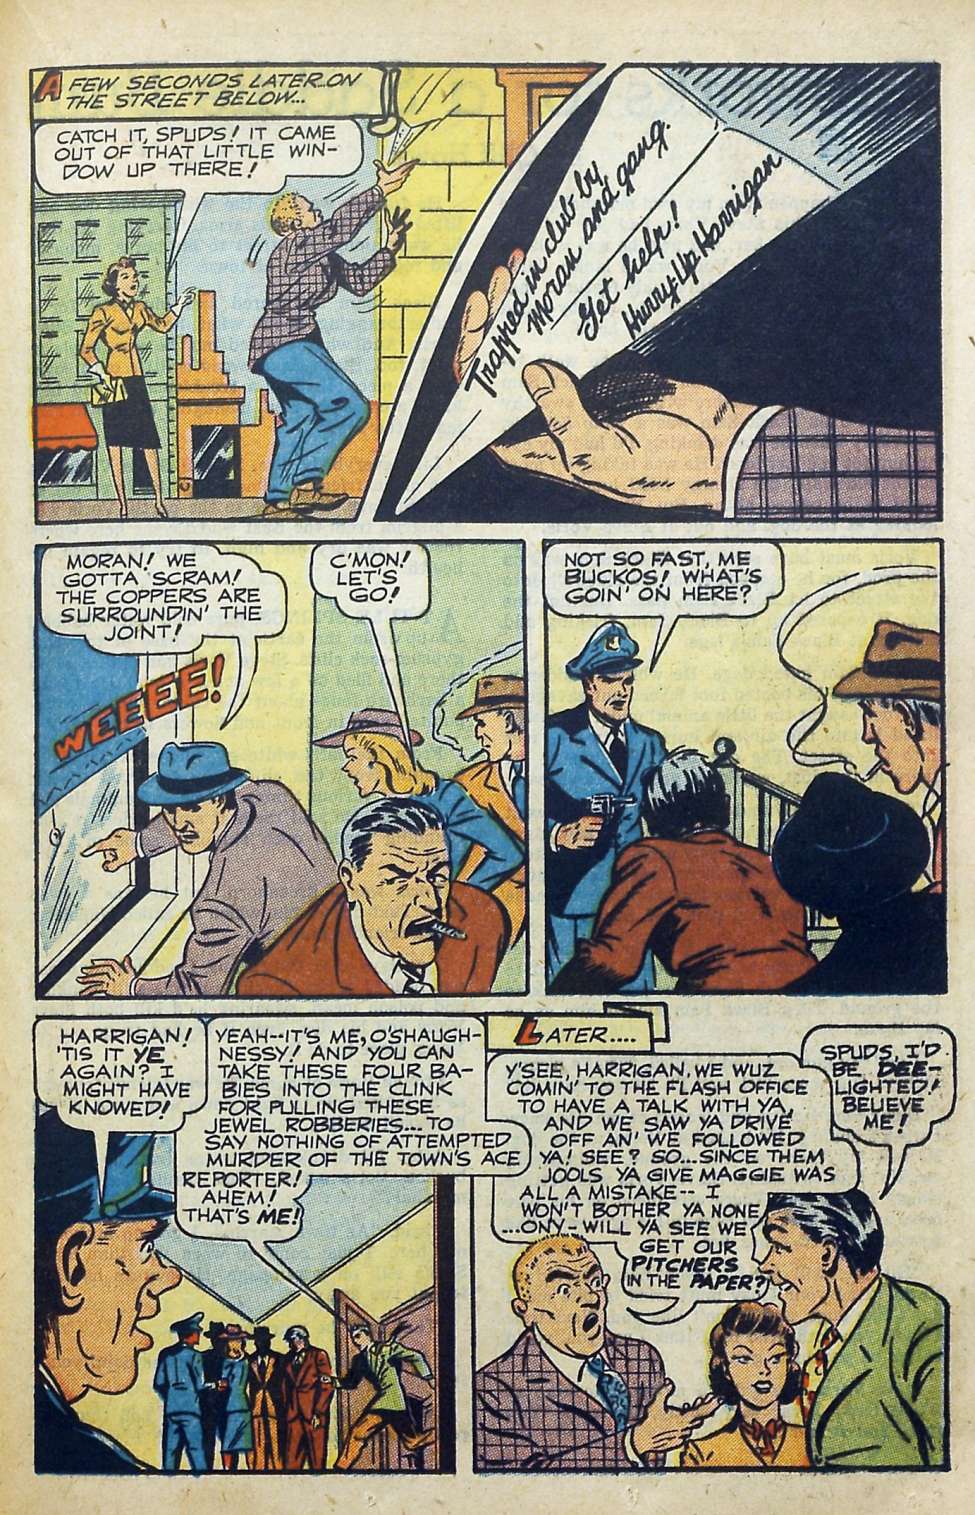 A FEW SECONDS LATER...ON
THE STREET BELOW...
CATCH IT, SPUDS! IT CAME
OUT OF THAT LITTLE WIN-
DOW UP THERE!
Trapped in club by
Moran and gang.
Get help!
Hurry-Up Harrigan
MORAN! WE
GOTTA SCRAM!
THE COPPERS ARE
SURROUNDIN' THE
JOINT!
C'MON!
LET'S
GO!
WEEEE!
NOT SO FAST, ME
BUCKOS! WHAT'S
GOIN' ON HERE?
HARRIGAN!
'TIS IT YE
AGAIN? I
MIGHT HAVE
KNOWED!
YEAH--IT'S ME, O'SHAUGH-
NESSY! AND YOU CAN
TAKE THESE FOUR BA-
BIES INTO THE CLINK
FOR PULLING THESE
JEWEL ROBBERIES... TO
SAY NOTHING OF ATTEMPTED
MURDER OF THE TOWN'S ACE
REPORTER!
AHEM!
THAT'S ME!
LATER....
Y'SEE, HARRIGAN, WE WUZ
COMIN' TO THE FLASH OFFICE
TO HAVE A TALK WITH YA,
AND WE SAW YA DRIVE
OFF AN' WE FOLLOWED
YA! SEE? SO...SINCE THEM
JOOLS YA GIVE MAGGIE WAS
ALL A MISTAKE-- I
WON'T BOTHER YA NONE
...ONY-WILL YA SEE WE
GET OUR
PITCHERS
IN THE PAPER?
SPUDS, I'D
BE DEE-
LIGHTED!
BELIEVE
ME!